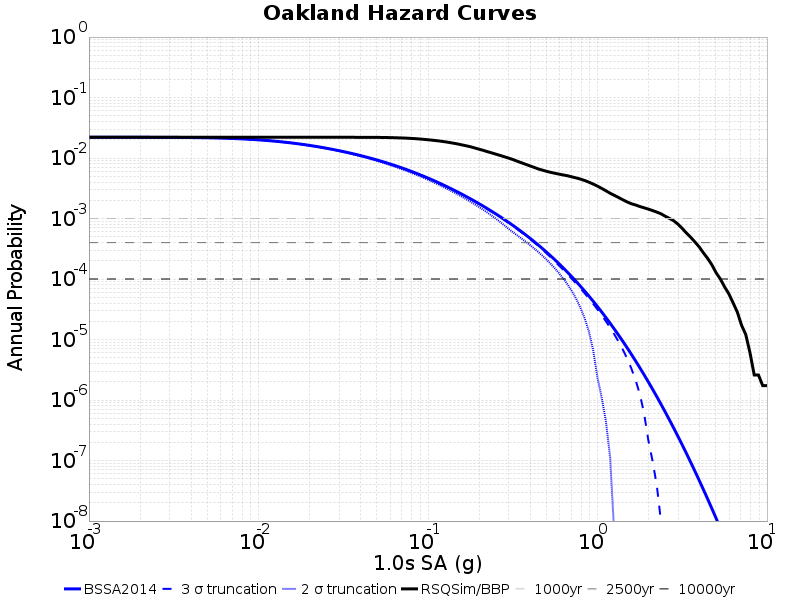 Oakland Hazard Curves
10^0
10^-1
10^-2
10^-3
10^-4
10^-5
10^-6
10^-7
10^-8
Annual Probability
10^-3 10^-2 10^-1 10^0 10^1
1.0s SA (g)
BSSA2014 3 σ truncation 2 σ truncation RSQSim/BBP 1000yr 2500yr 10000yr